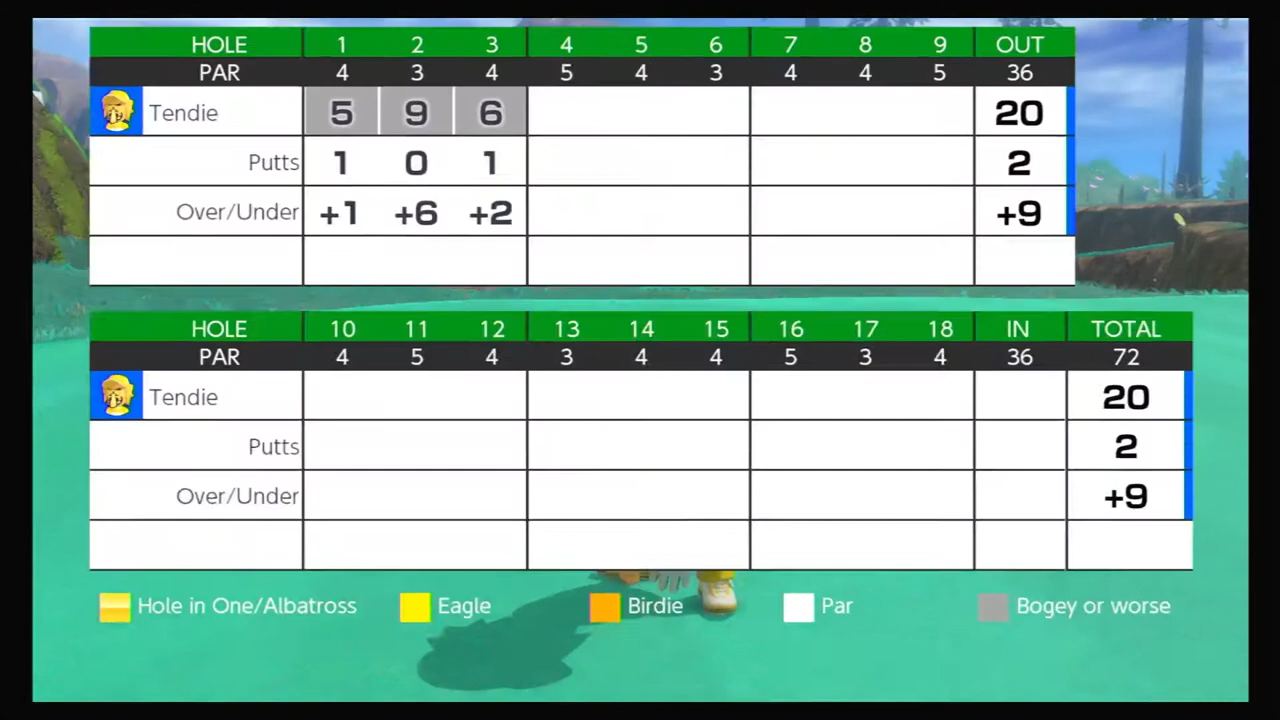 HOLE 1 2 3 4 5 6 7 8 9 OUT
PAR 4 3 4 5 4 3 4 4 5 36
Tendie 5 9 6 20
Putts 1 0 1 2
Over/Under +1 +6 +2 +9
HOLE 10 11 12 13 14 15 16 17 18 IN TOTAL
PAR 4 5 4 3 4 4 5 3 4 36 72
Tendie 20
Putts 2
Over/Under +9
Hole in One/Albatross Eagle Birdie Par Bogey or worse